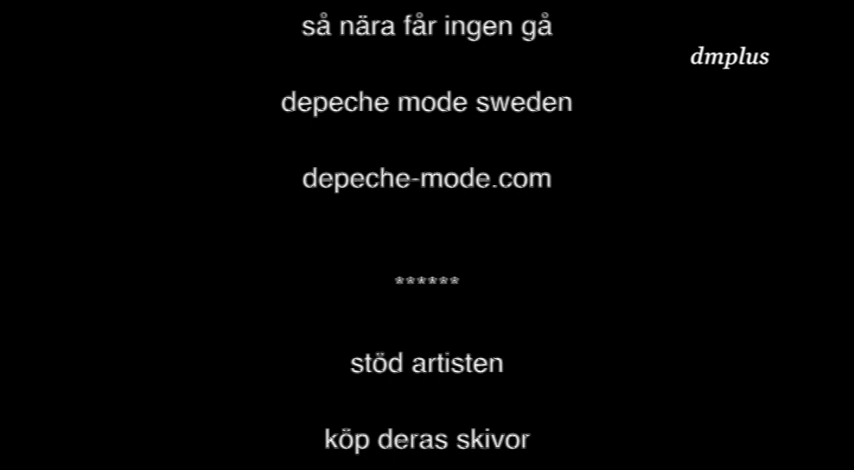 så nära får ingen gå
dmplus
depeche mode sweden
depeche-mode.com
******
stöd artisten
köp deras skivor